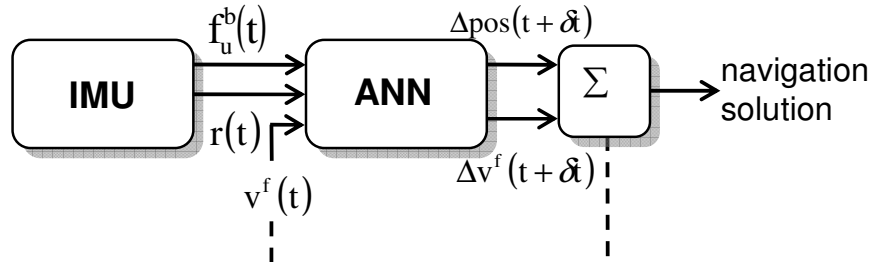 f_u^b(t)
Δpos(t + δt)
IMU
ANN
Σ
navigation
solution
r(t)
Δv^f(t + δt)
v^f(t)